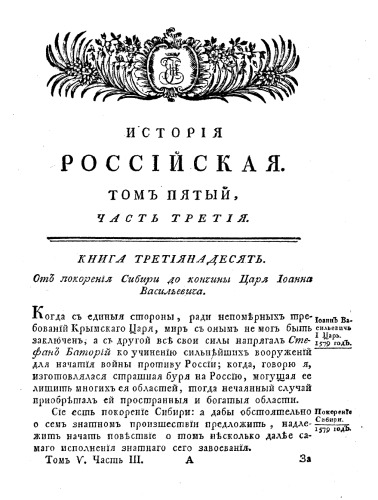 ИСТОРІЯ
РОССІЙСКАЯ.
ТОМЪ ПЯТЫЙ,
ЧАСТЬ ТРЕТІЯ.
КНИГА ТРЕТІЯНАДЕСЯТЬ.
Отъ покоренія Сибири до кончины Царя Іоанна
Васильевича.
Когда съ единыя стороны, ради непомѣрныхъ тре-
бованій Крымскаго Царя, миръ съ онымъ не могъ быть
заключенъ, а съ другой всѣ свои силы напрягалъ Сте-
фанъ Баторій ко учиненію сильнѣйшихъ вооруженій
для начатія войны противу Россіи; когда, говорю я,
изготовлялася страшная буря на Россію, могущая ее
лишить многихъ ея областей, тогда нечаянный случай
пріобрѣталъ ей пространныя и богатыя области.
Іоаннъ Ва-
сильевичъ
I Царь.
1579 годъ.
Сіе есть покореніе Сибири: а дабы обстоятельно
о семъ знатномъ произшествіи предложить, надле-
житъ начать повѣствіе о томъ нѣсколько далѣе са-
маго исполненія знатнаго сего завоеванія.
Покореніе
Сибири.
1579 годъ.
Томъ V. Часть III.
А
За